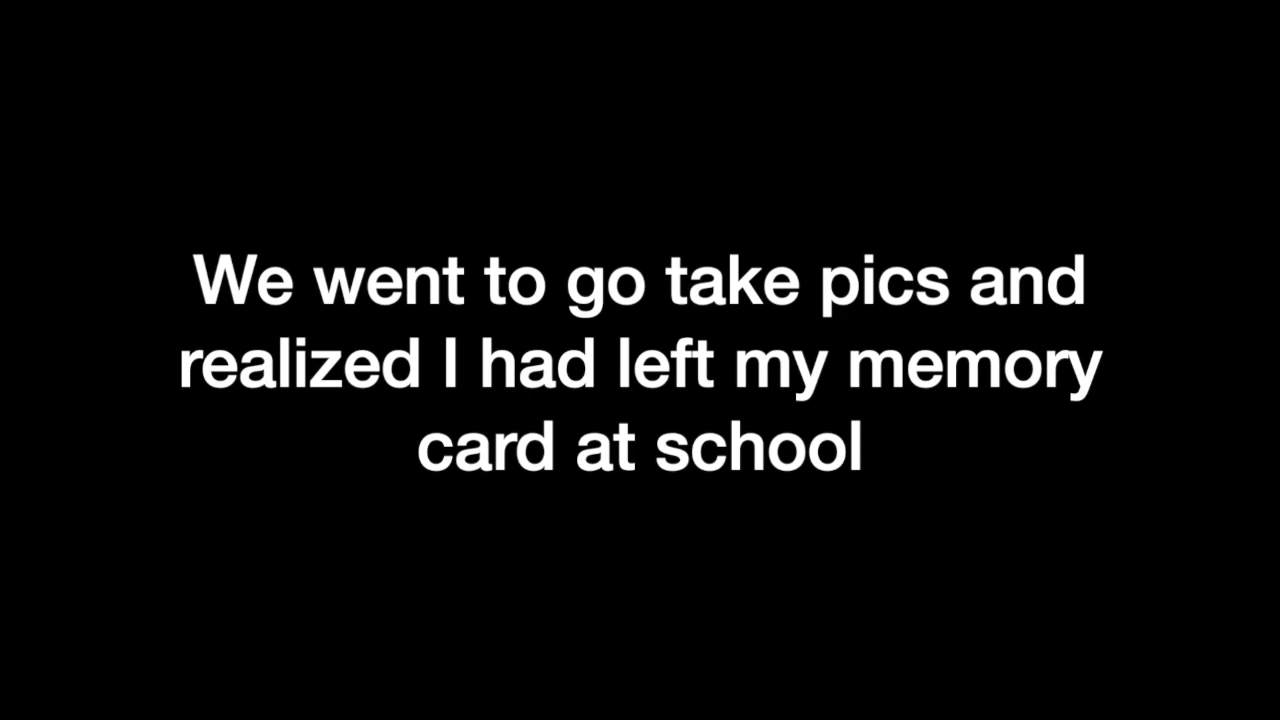 We went to go take pics and
realized I had left my memory
card at school